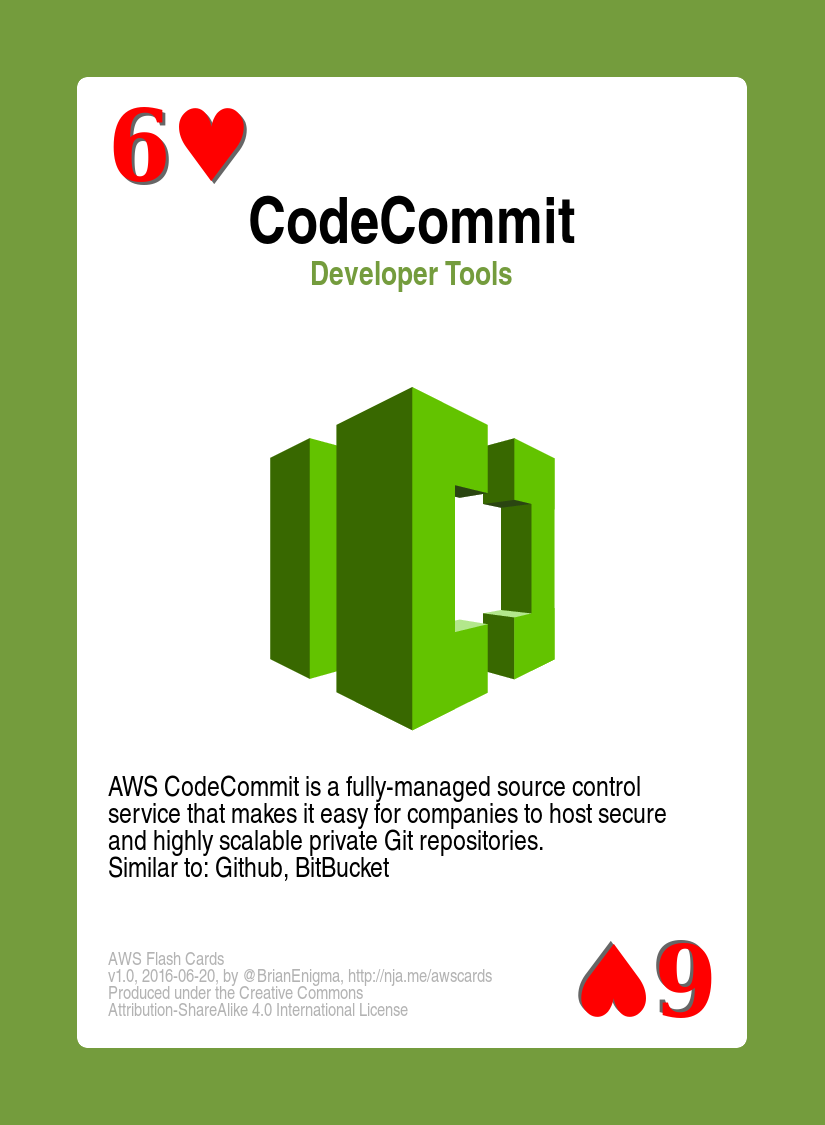 6♥
CodeCommit
Developer Tools
AWS CodeCommit is a fully-managed source control
service that makes it easy for companies to host secure
and highly scalable private Git repositories.
Similar to: Github, BitBucket
AWS Flash Cards
v1.0, 2016-06-20, by @BrianEnigma, http://nja.me/awscards
Produced under the Creative Commons
Attribution-ShareAlike 4.0 International License
6♥